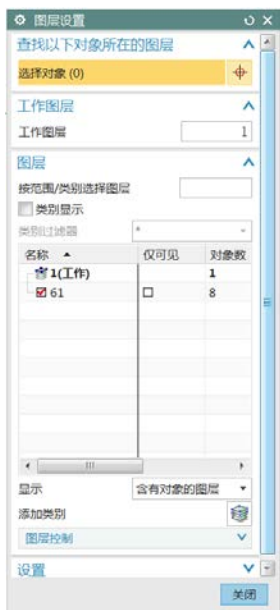 图层设置
查找以下对象所在的图层
选择对象 (0)
工作图层
工作图层 1
图层
按范围/类别选择图层
类别显示
类别过滤器 *
名称 仅可见 对象数
1(工作) 1
61 8
显示 含有对象的图层
添加类别
图层控制
设置
关闭